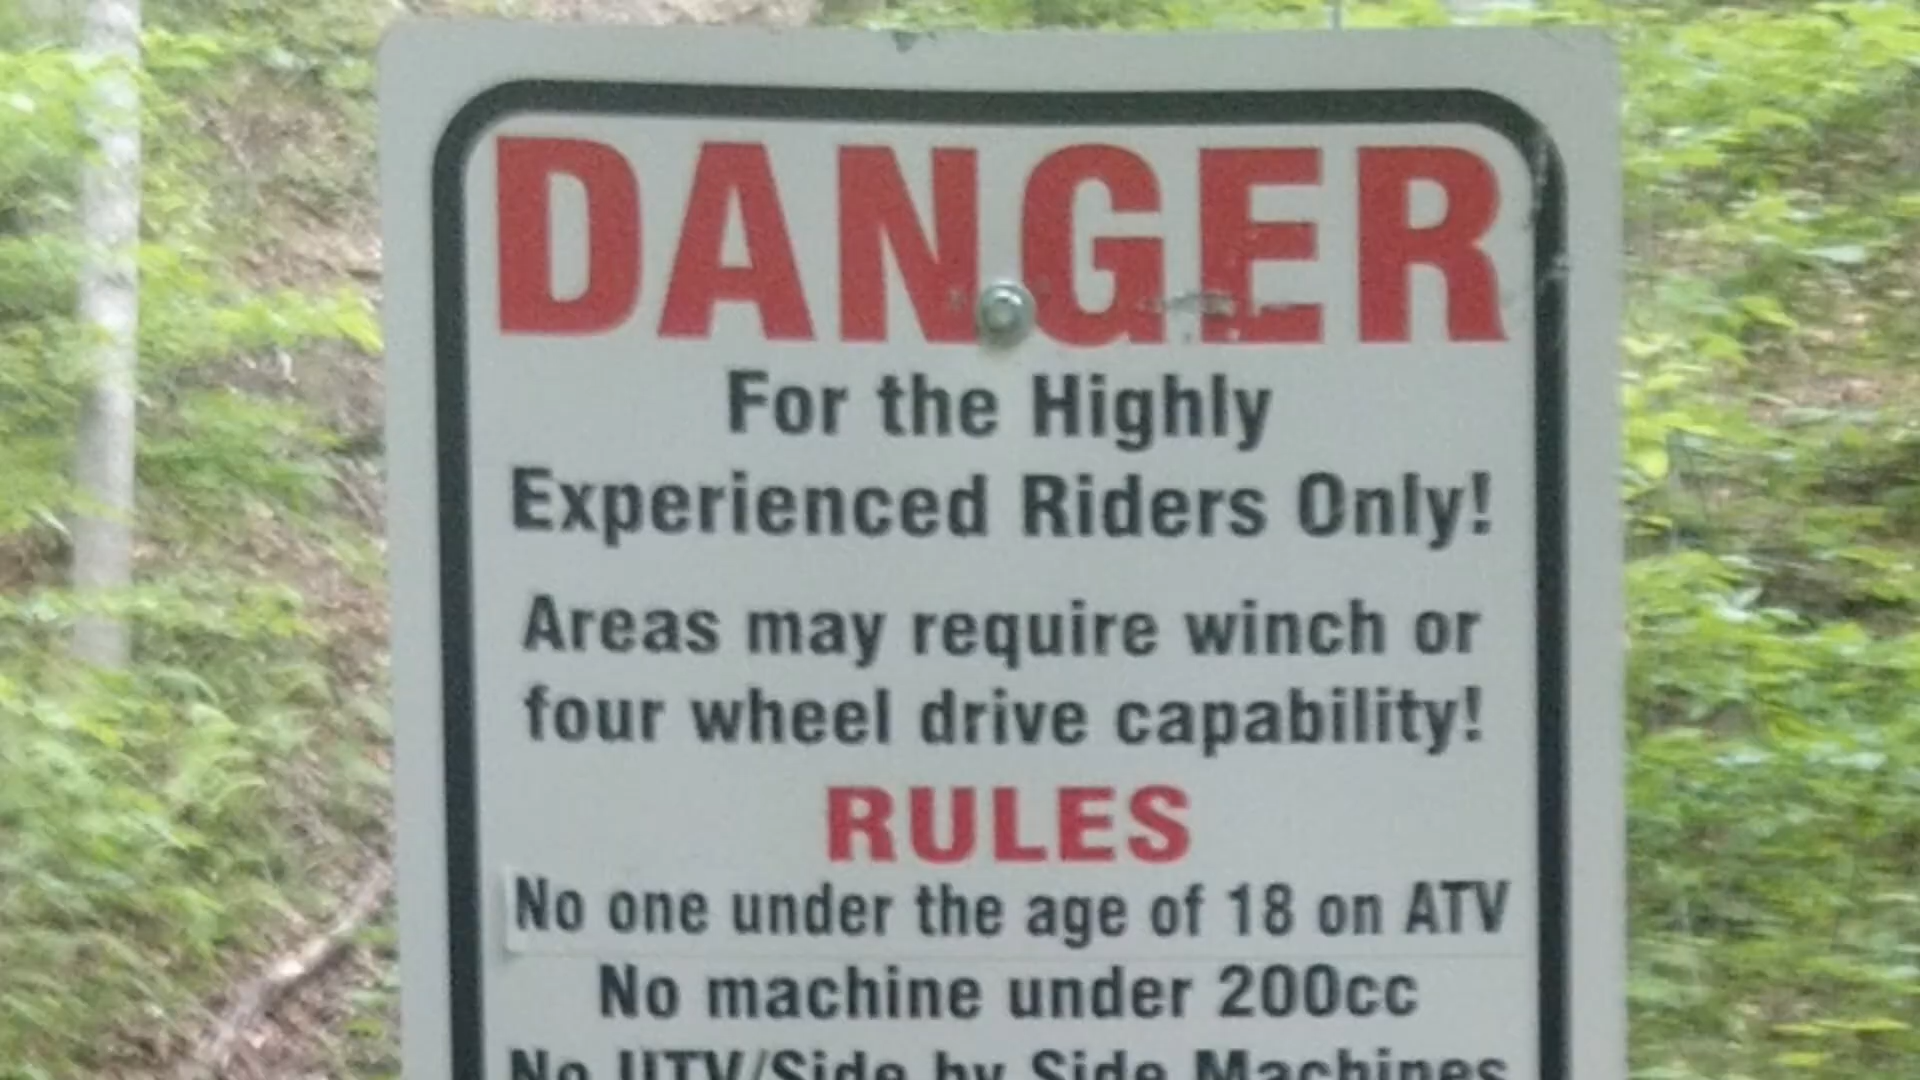 DANGER
For the Highly
Experienced Riders Only!
Areas may require winch or
four wheel drive capability!
RULES
No one under the age of 18 on ATV
No machine under 200cc
No UTV/Side by Side Machines